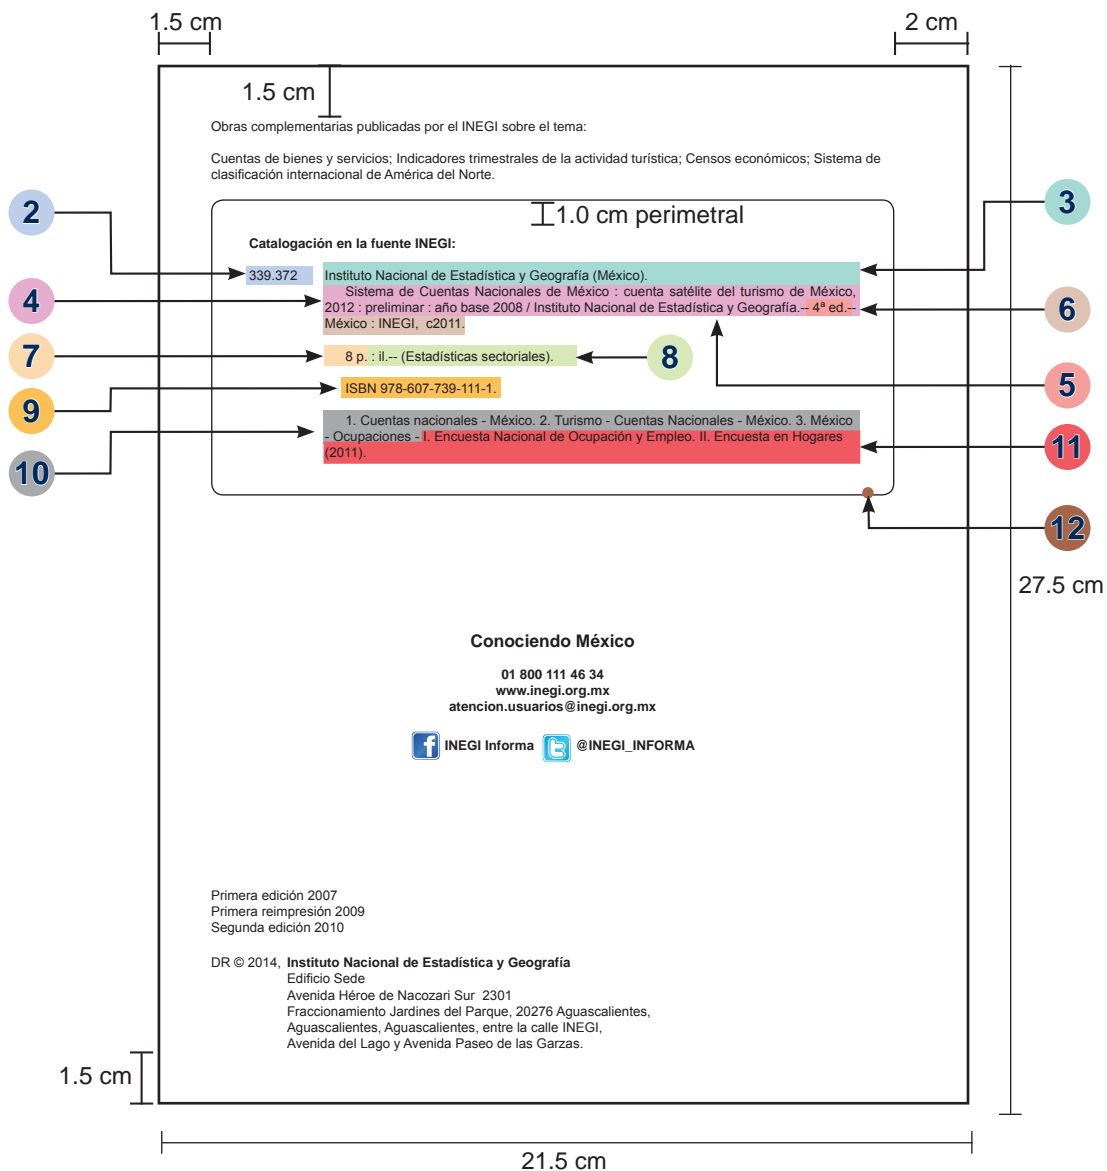 1.5 cm
2 cm
1.5 cm
Obras complementarias publicadas por el INEGI sobre el tema:
Cuentas de bienes y servicios; Indicadores trimestrales de la actividad turística; Censos económicos; Sistema de
clasificación internacional de América del Norte.
2
3
1.0 cm perimetral
Catalogación en la fuente INEGI:
339.372
Instituto Nacional de Estadística y Geografía (México).
4
Sistema de Cuentas Nacionales de México : cuenta satélite del turismo de México,
2012 : preliminar : año base 2008 / Instituto Nacional de Estadística y Geografía.-- 4ª ed.--
6
México : INEGI, c2011.
7
8 p. : il.-- (Estadísticas sectoriales).
8
5
9
ISBN 978-607-739-111-1.
1. Cuentas nacionales - México. 2. Turismo - Cuentas Nacionales - México. 3. México
- Ocupaciones - I. Encuesta Nacional de Ocupación y Empleo. II. Encuesta en Hogares
(2011).
11
10
12
27.5 cm
Conociendo México
01 800 111 46 34
www.inegi.org.mx
atencion.usuarios@inegi.org.mx
INEGI Informa @INEGI_INFORMA
Primera edición 2007
Primera reimpresión 2009
Segunda edición 2010
DR © 2014, Instituto Nacional de Estadística y Geografía
Edificio Sede
Avenida Héroe de Nacozari Sur 2301
Fraccionamiento Jardines del Parque, 20276 Aguascalientes,
Aguascalientes, Aguascalientes, entre la calle INEGI,
Avenida del Lago y Avenida Paseo de las Garzas.
1.5 cm
21.5 cm